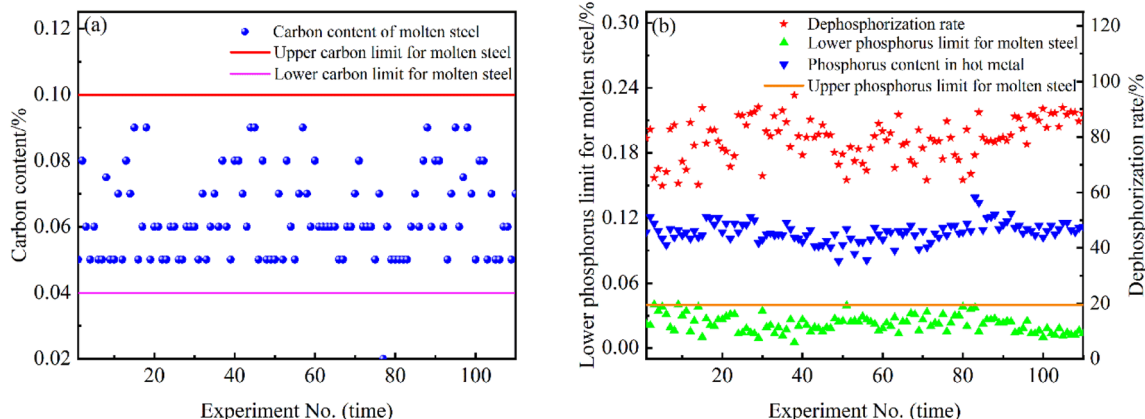 (a)
Carbon content of molten steel
Upper carbon limit for molten steel
Lower carbon limit for molten steel
Carbon content/%
0.10
0.08
0.06
0.04
0.02
20 40 60 80 100
Experiment No. (time)
(b)
Dephosphorization rate
Lower phosphorus limit for molten steel
Phosphorus content in hot metal
Upper phosphorus limit for molten steel
Lower phosphorus limit for molten steel/%
0.30
0.24
0.18
0.12
0.06
0.00
20 40 60 80 100
Experiment No. (time)
120
100
80
60
40
20
0
Dephosphorization rate/%